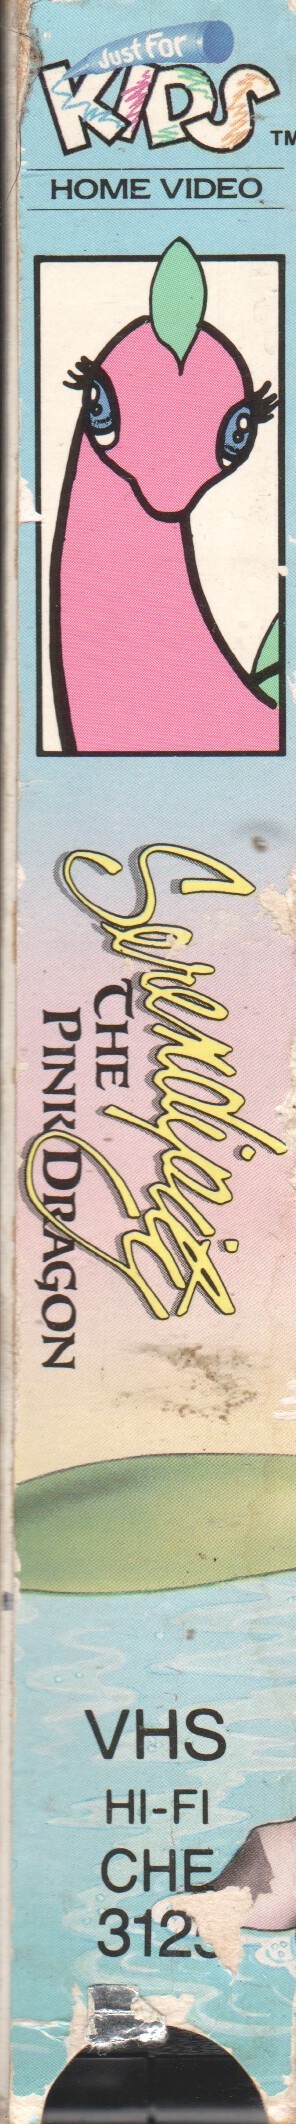 Just For
KIDS ™
HOME VIDEO
Serendipity
THE
PINK DRAGON
VHS
HI-FI
CHE
312